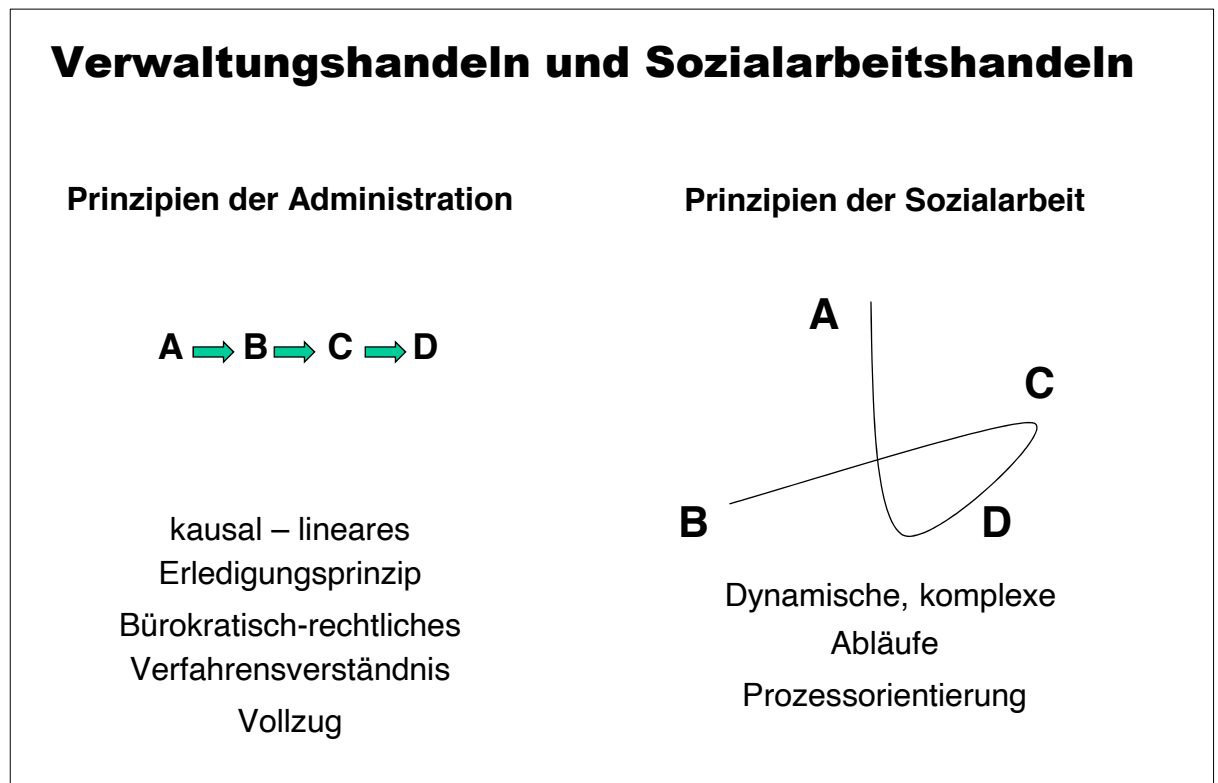 Verwaltungshandeln und Sozialarbeitshandeln
Prinzipien der Administration
A B C D
kausal – lineares
Erledigungsprinzip
Bürokratisch-rechtliches
Verfahrensverständnis
Vollzug
Prinzipien der Sozialarbeit
A
C
B
D
Dynamische, komplexe
Abläufe
Prozessorientierung